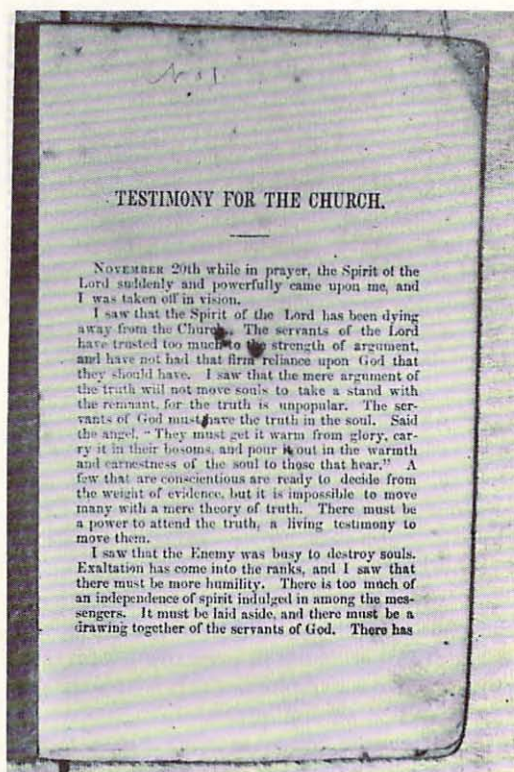 No 1
TESTIMONY FOR THE CHURCH.
NOVEMBER 20th while in prayer, the Spirit of the
Lord suddenly and powerfully came upon me, and
I was taken off in vision.
I saw that the Spirit of the Lord has been dying
away from the Church. The servants of the Lord
have trusted too much to the strength of argument,
and have not had that firm reliance upon God that
they should have. I saw that the mere argument of
the truth will not move souls to take a stand with
the remnant, for the truth is unpopular. The ser-
vants of God must have the truth in the soul. Said
the angel, "They must get it warm from glory, car-
ry it in their bosoms, and pour it out in the warmth
and earnestness of the soul to those that hear." A
few that are conscientious are ready to decide from
the weight of evidence, but it is impossible to move
many with a mere theory of truth. There must be
a power to attend the truth, a living testimony to
move them.
I saw that the Enemy was busy to destroy souls.
Exaltation has come into the ranks, and I saw that
there must be more humility. There is too much of
an independence of spirit indulged in among the mes-
sengers. It must be laid aside, and there must be a
drawing together of the servants of God. There has